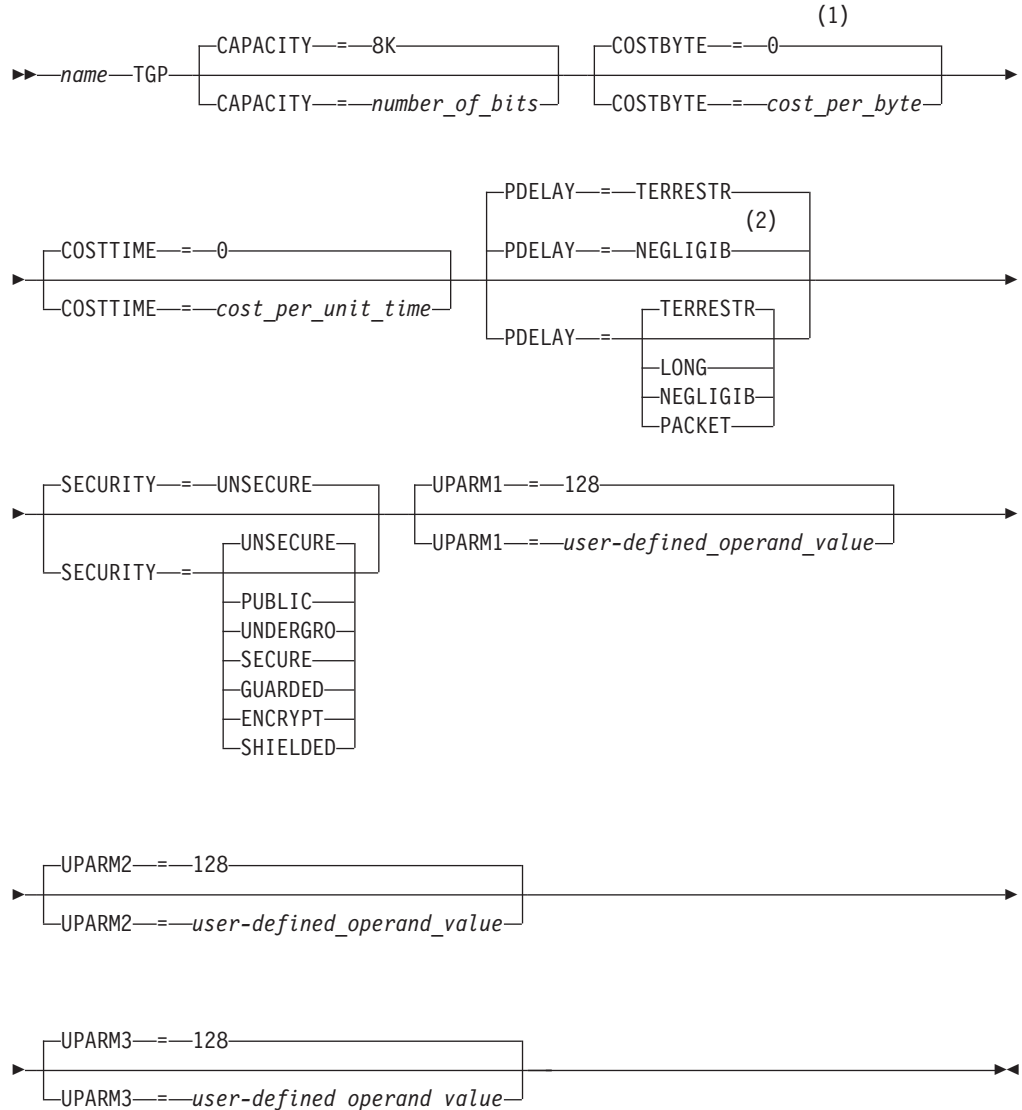 (1)
CAPACITY = 8K COSTBYTE = 0
name TGP
CAPACITY = number_of_bits COSTBYTE = cost_per_byte
PDELAY = TERRESTR
(2)
COSTTIME = 0 PDELAY = NEGLIGIB
COSTTIME = cost_per_unit_time TERRESTR
PDELAY =
LONG
NEGLIGIB
PACKET
SECURITY = UNSECURE UPARM1 = 128
UNSECURE UPARM1 = user-defined_operand_value
SECURITY =
PUBLIC
UNDERGRO
SECURE
GUARDED
ENCRYPT
SHIELDED
UPARM2 = 128
UPARM2 = user-defined_operand_value
UPARM3 = 128
UPARM3 = user-defined operand value